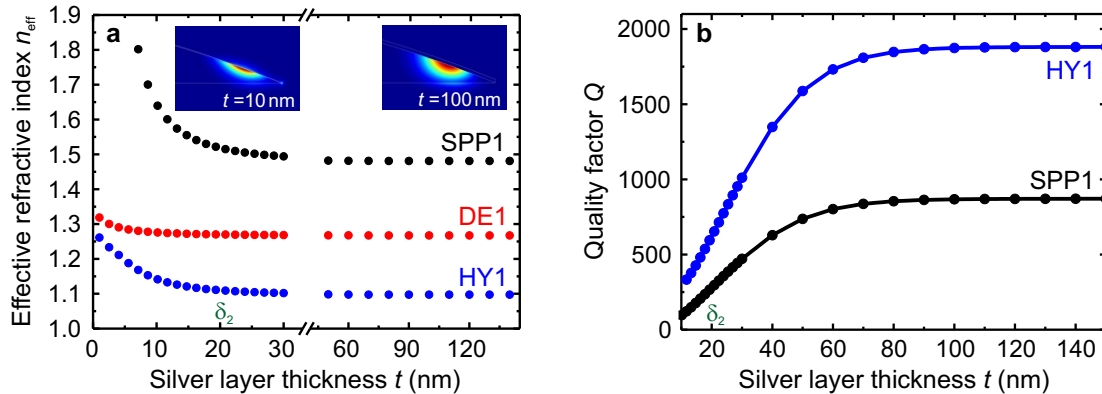 a
Effective refractive index n_eff
1.9
1.8
1.7
1.6
1.5
1.4
1.3
1.2
1.1
1.0
t = 10 nm
t = 100 nm
SPP1
DE1
HY1
δ₂
0 10 20 30 60 90 120
Silver layer thickness t (nm)
b
Quality factor Q
2000
1500
1000
500
0
HY1
SPP1
δ₂
20 40 60 80 100 120 140
Silver layer thickness t (nm)